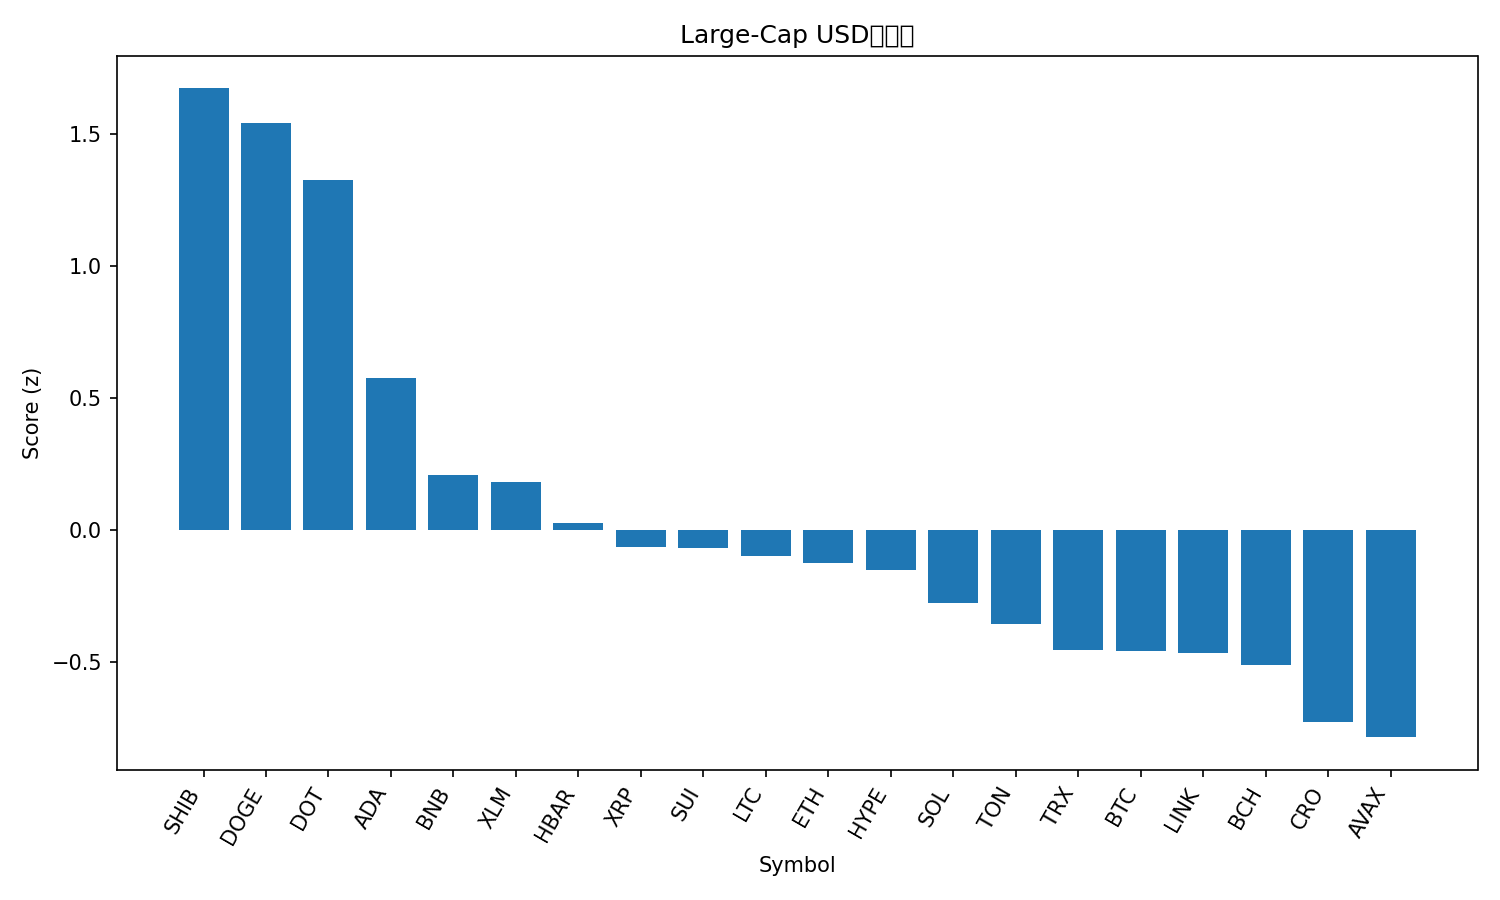 Large-Cap USD
Score (z)
1.5
1.0
0.5
0.0
−0.5
SHIB
DOGE
DOT
ADA
BNB
XLM
HBAR
XRP
SUI
LTC
ETH
HYPE
SOL
TON
TRX
BTC
LINK
BCH
CRO
AVAX
Symbol